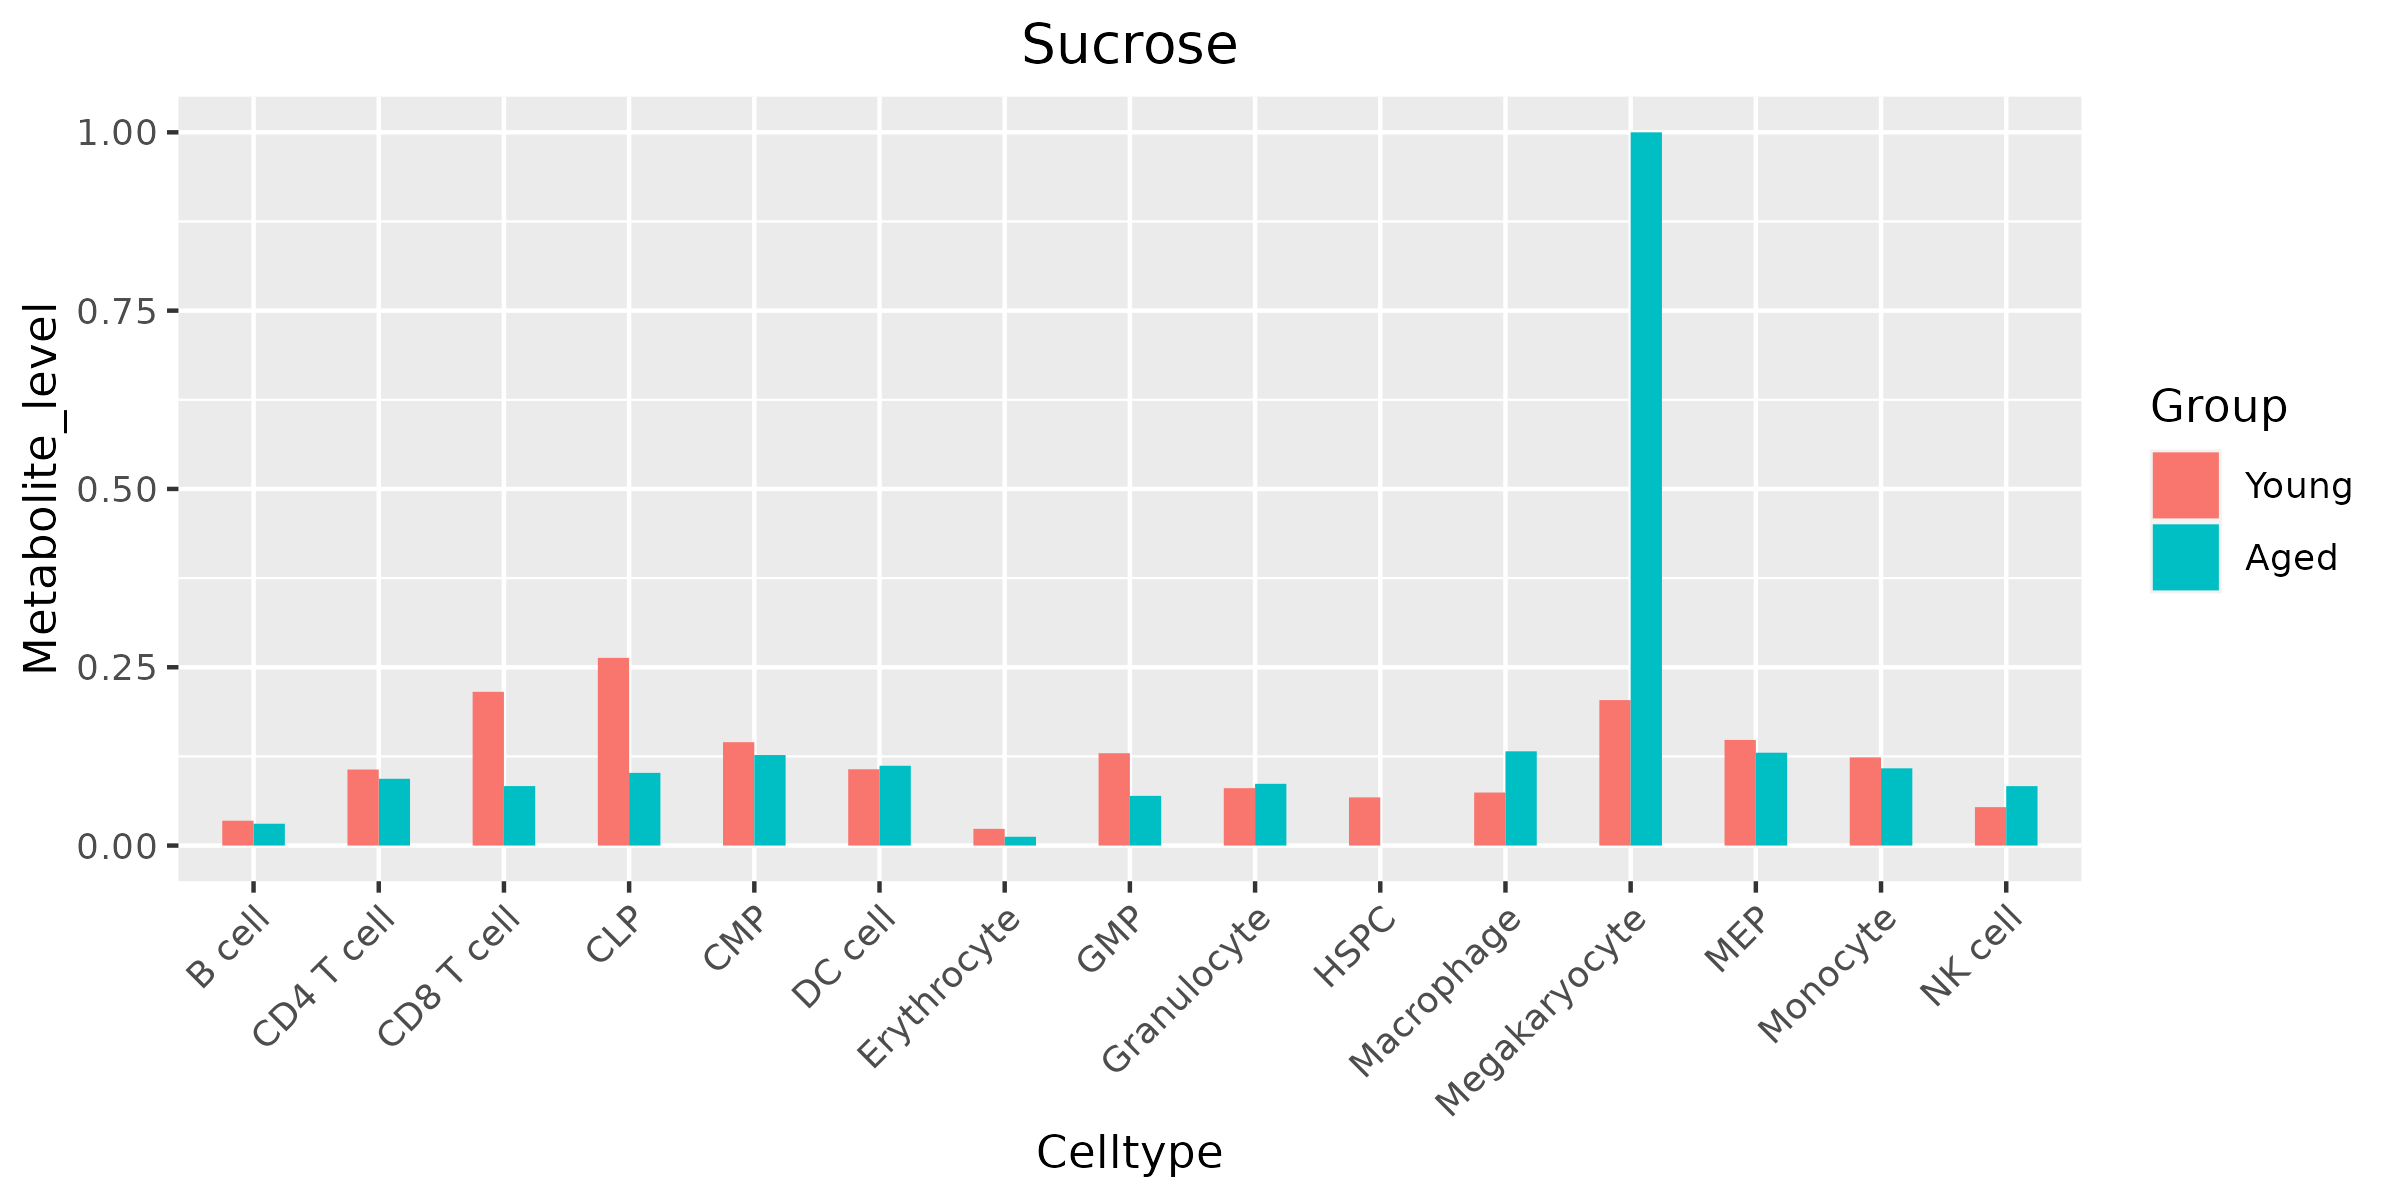 Sucrose
Metabolite_level
1.00
0.75
0.50
0.25
0.00
B cell
CD4 T cell
CD8 T cell
CLP
CMP
DC cell
Erythrocyte
GMP
Granulocyte
HSPC
Macrophage
Megakaryocyte
MEP
Monocyte
NK cell
Celltype
Group
Young
Aged